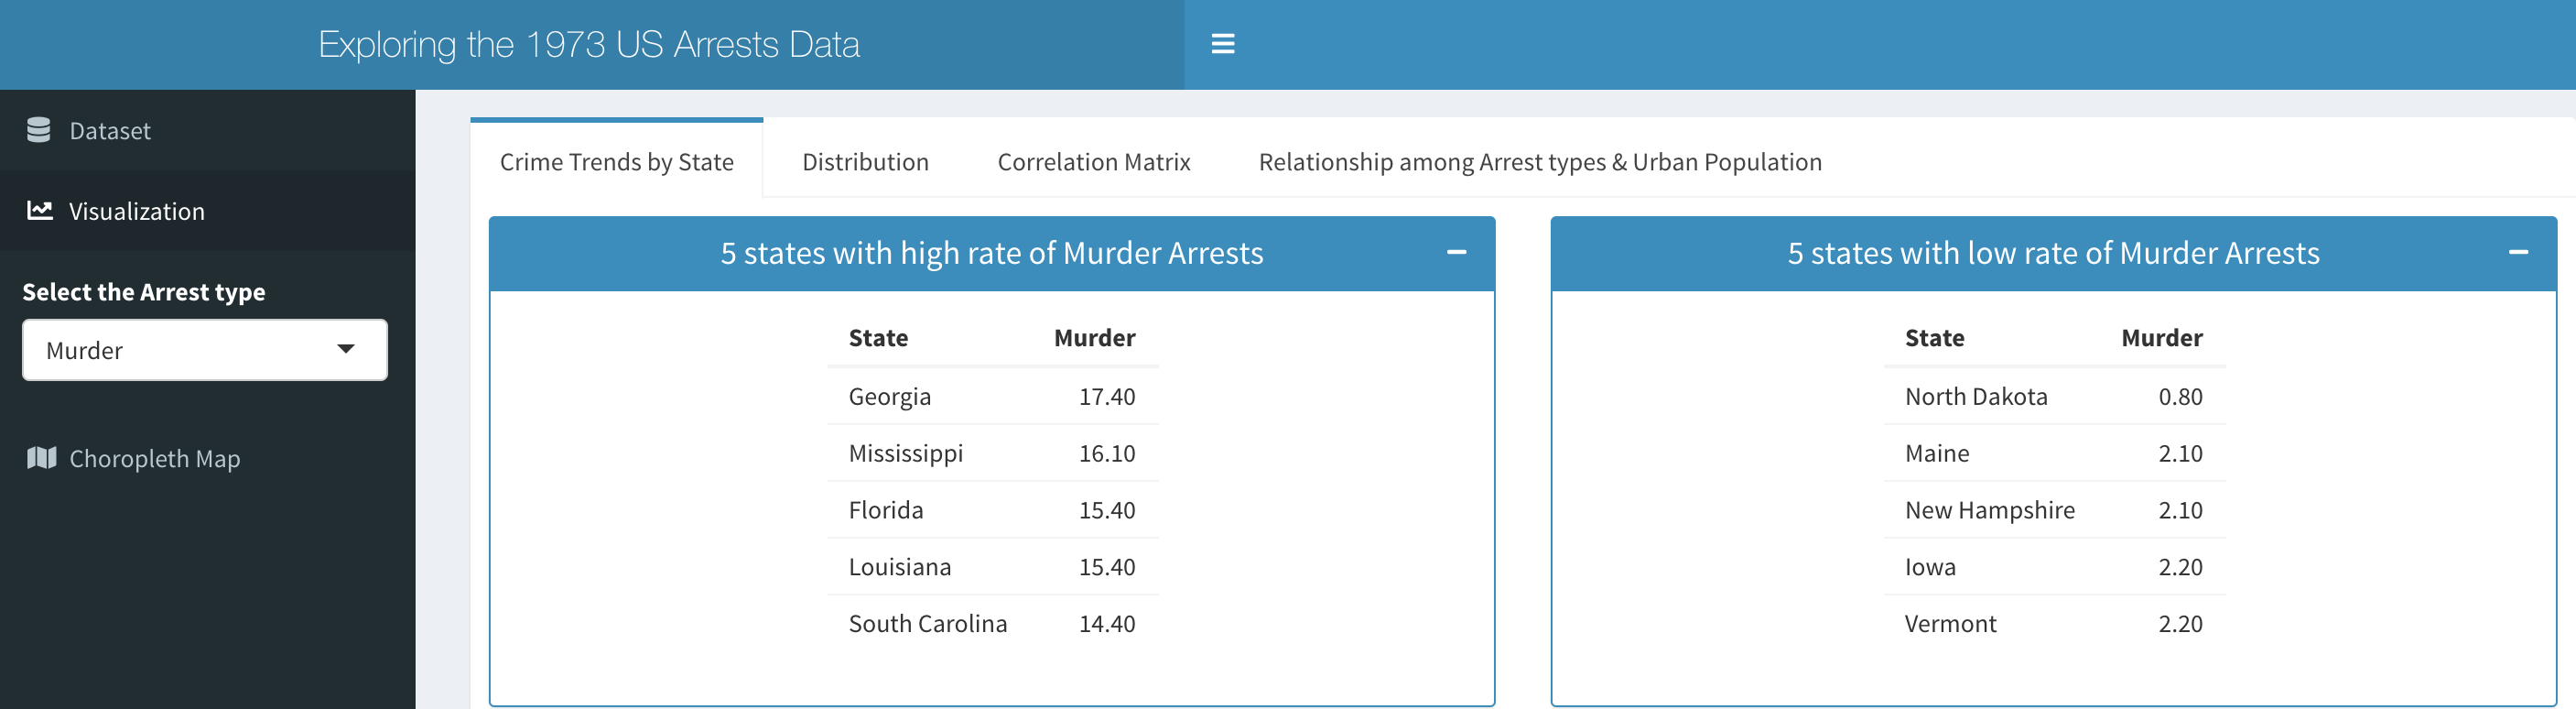 Exploring the 1973 US Arrests Data
Dataset
Visualization
Select the Arrest type
Murder
Choropleth Map
Crime Trends by State Distribution Correlation Matrix Relationship among Arrest types & Urban Population
5 states with high rate of Murder Arrests
State Murder
Georgia 17.40
Mississippi 16.10
Florida 15.40
Louisiana 15.40
South Carolina 14.40
5 states with low rate of Murder Arrests
State Murder
North Dakota 0.80
Maine 2.10
New Hampshire 2.10
Iowa 2.20
Vermont 2.20